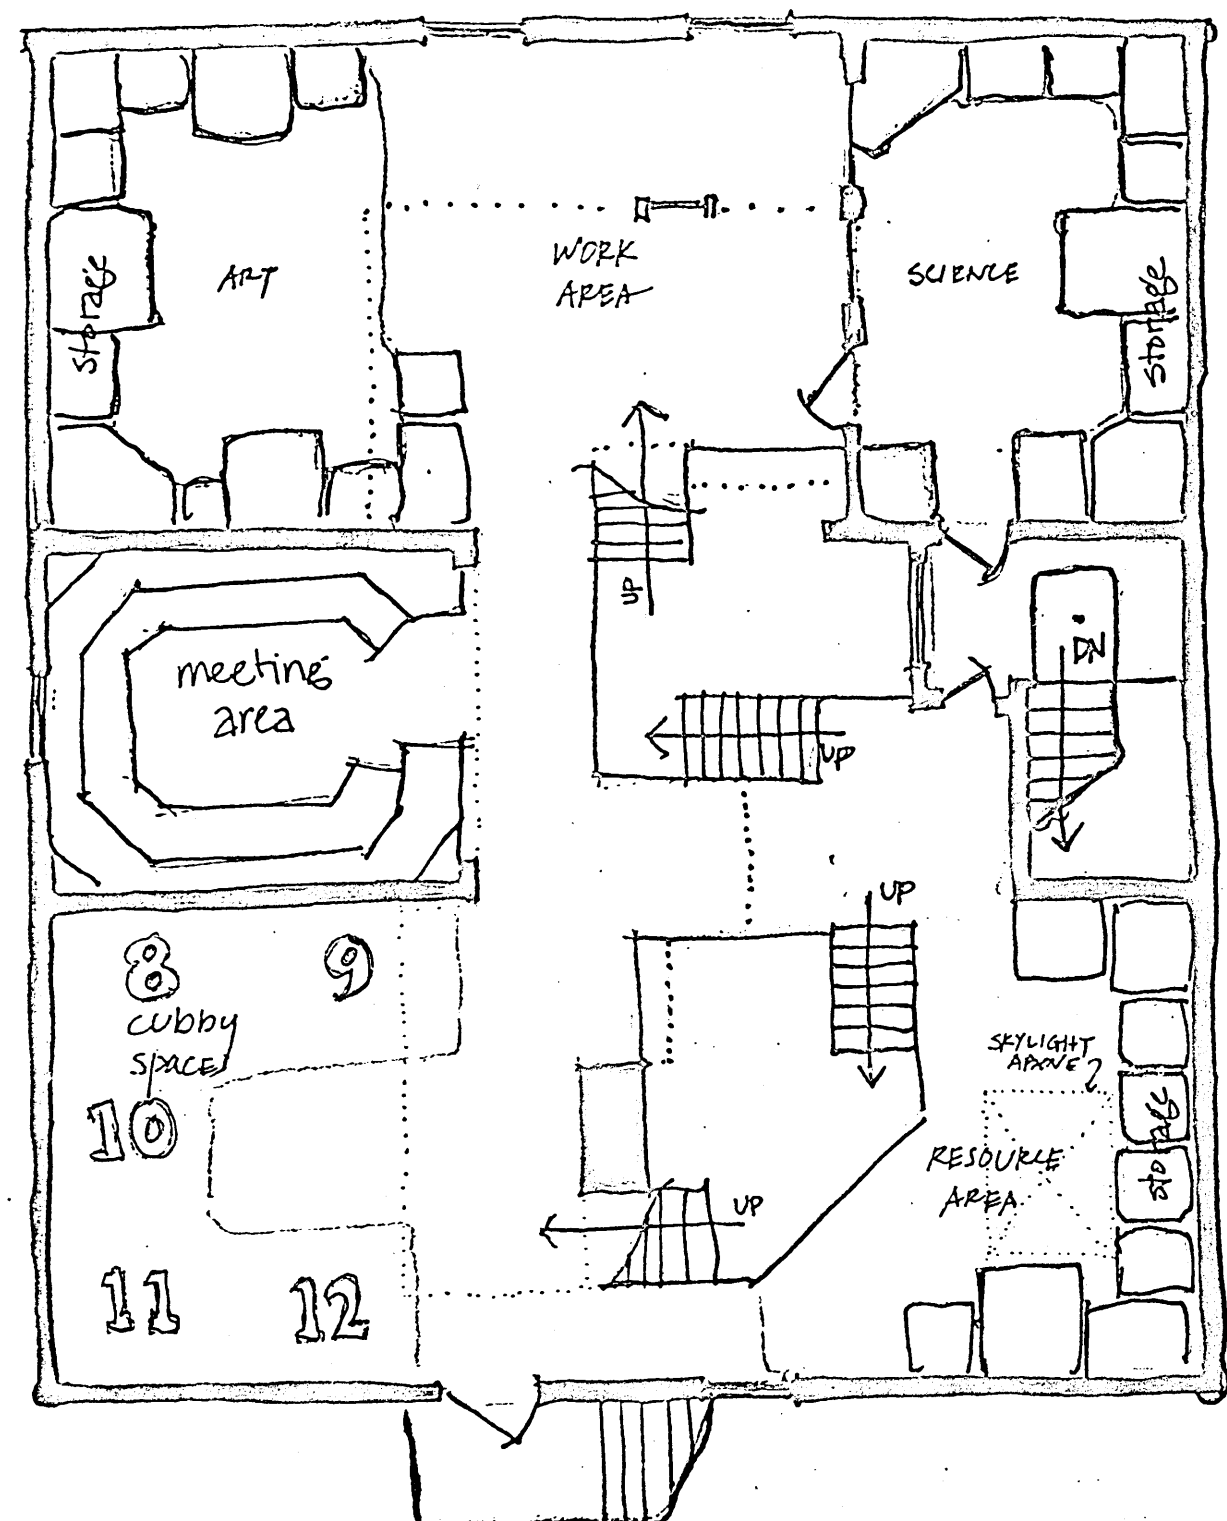 ART
WORK
AREA
SCIENCE
storage
storage
UP
meeting
area
DN
UP
UP
8
9
cubby
space
10
SKYLIGHT
ABOVE
storage
RESOURCE
AREA
UP
11
12